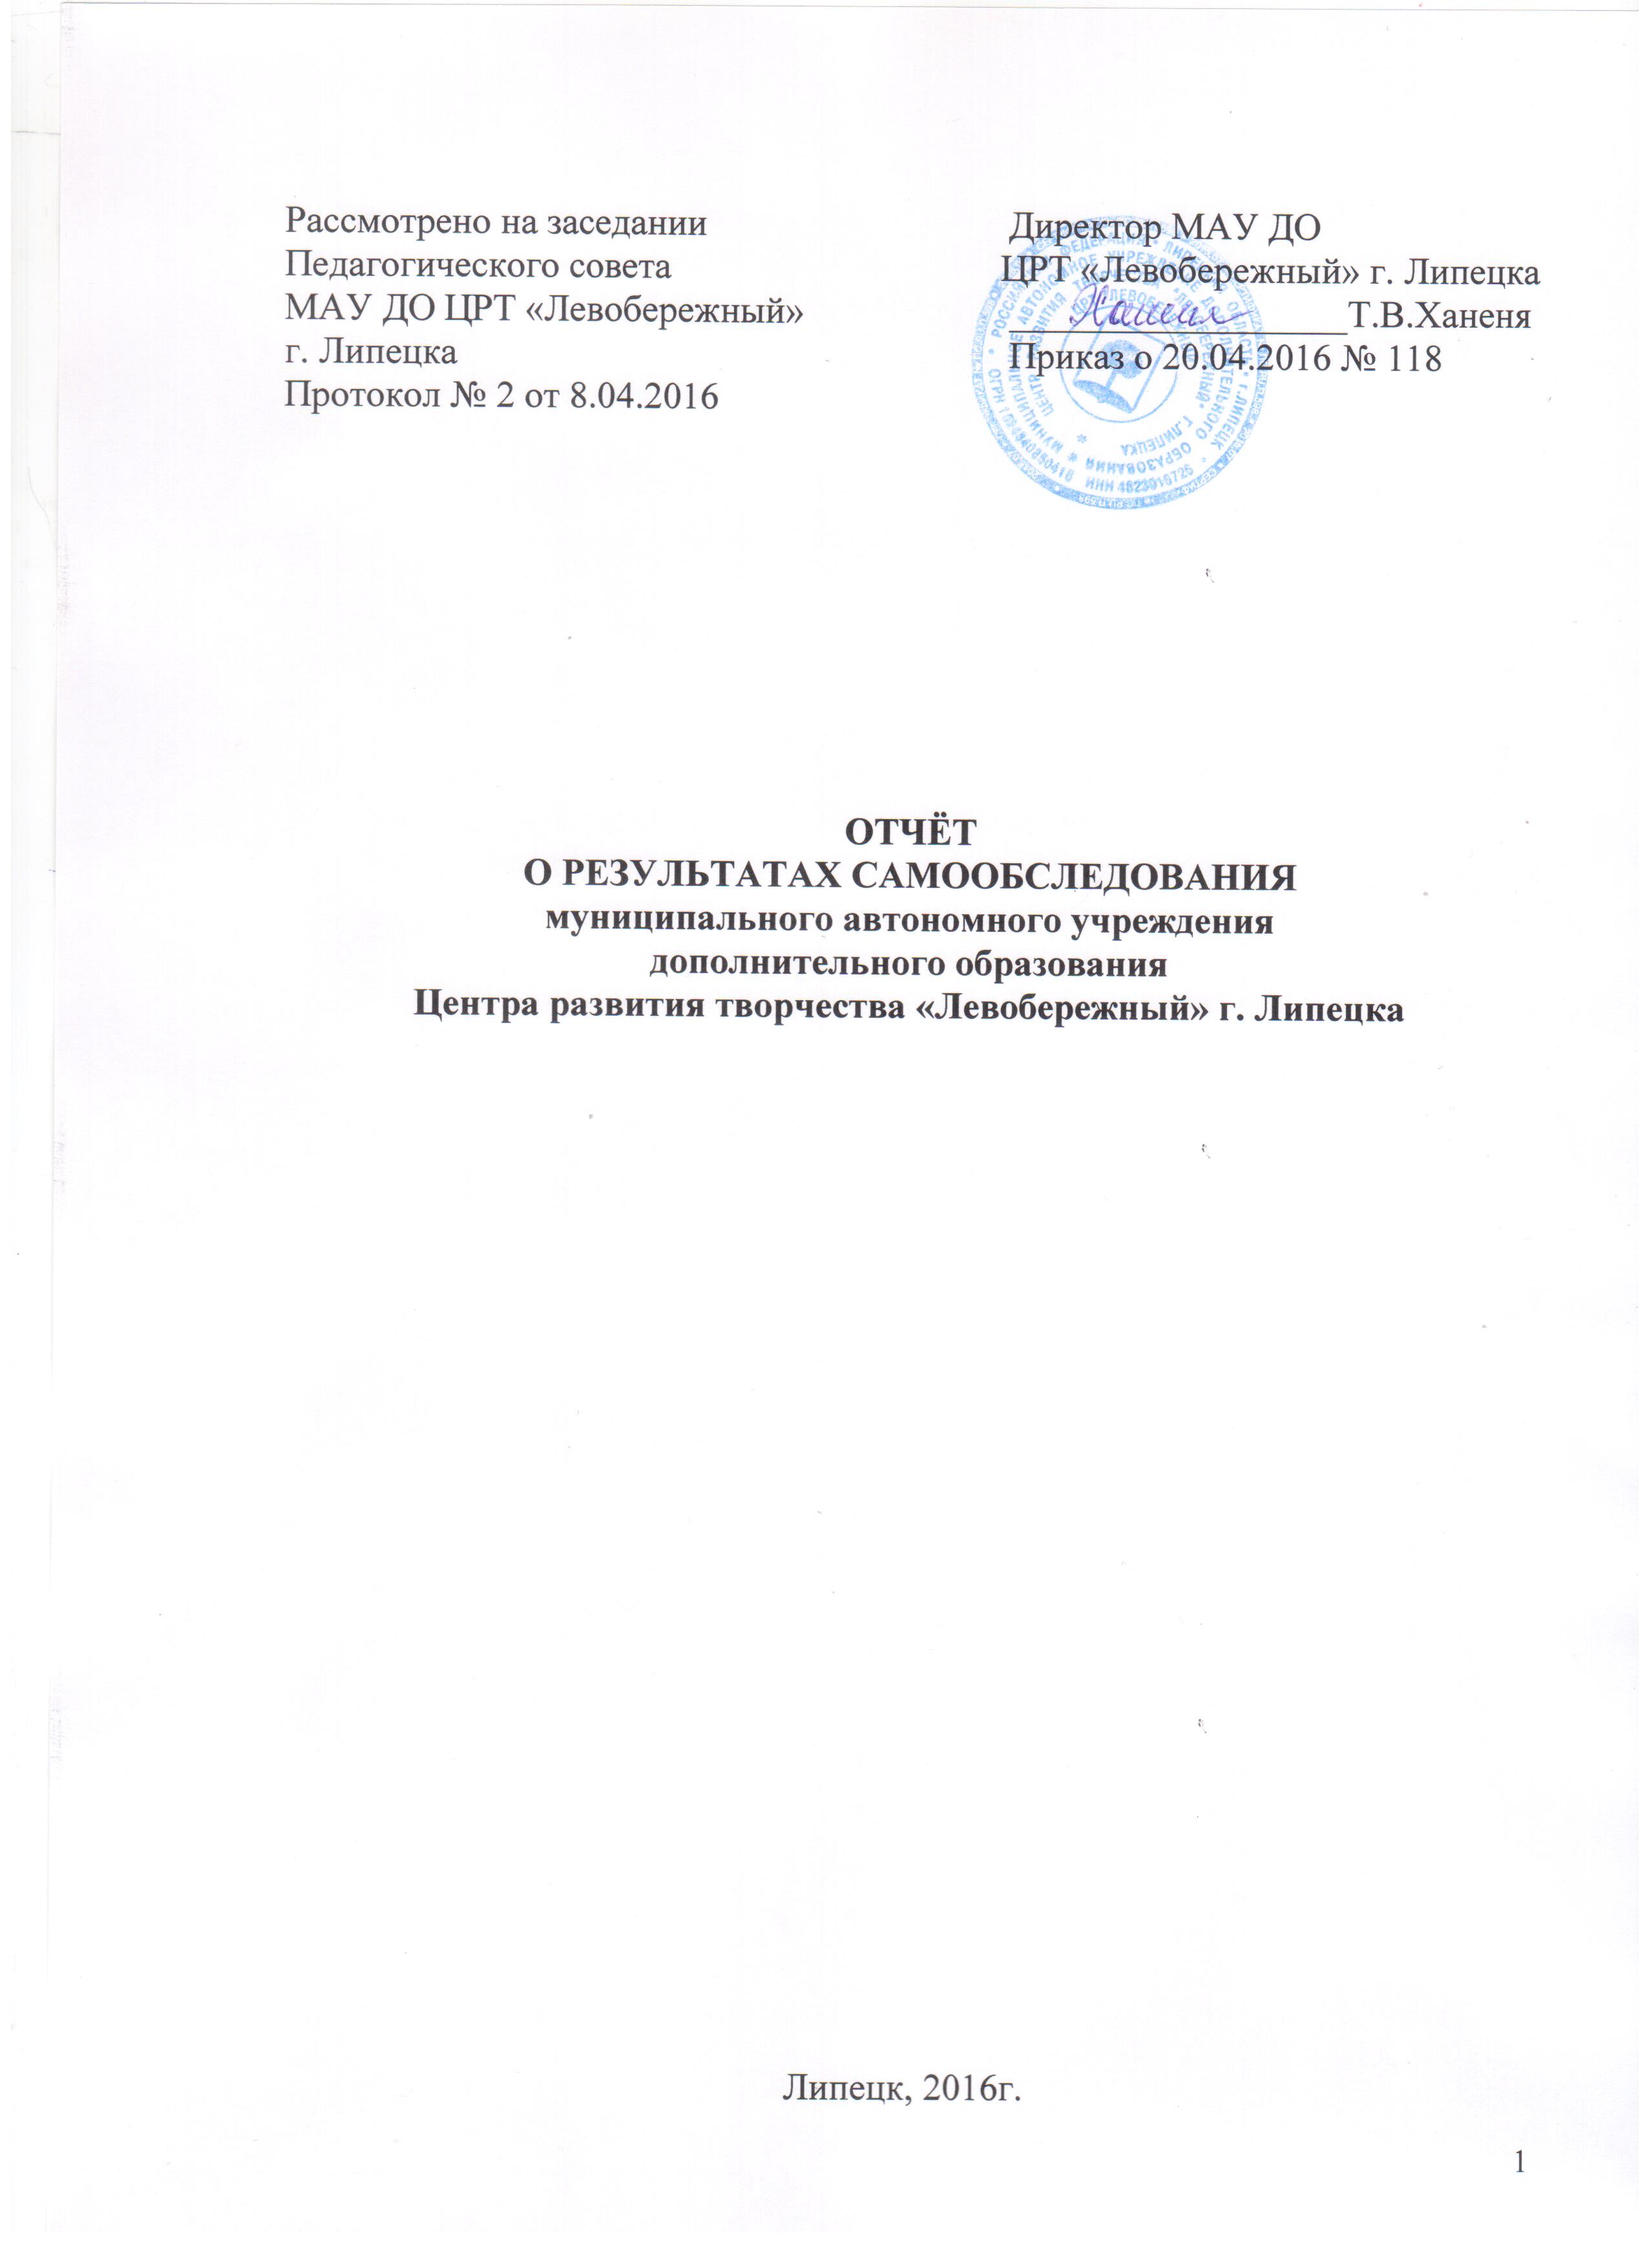 Рассмотрено на заседании
Педагогического совета
МАУ ДО ЦРТ «Левобережный»
г. Липецка
Протокол № 2 от 8.04.2016
Директор МАУ ДО
ЦРТ «Левобережный» г. Липецка
Т.В.Ханеня
Приказ о 20.04.2016 № 118
ОТЧЁТ
О РЕЗУЛЬТАТАХ САМООБСЛЕДОВАНИЯ
муниципального автономного учреждения
дополнительного образования
Центра развития творчества «Левобережный» г. Липецка
Липецк, 2016г.
1